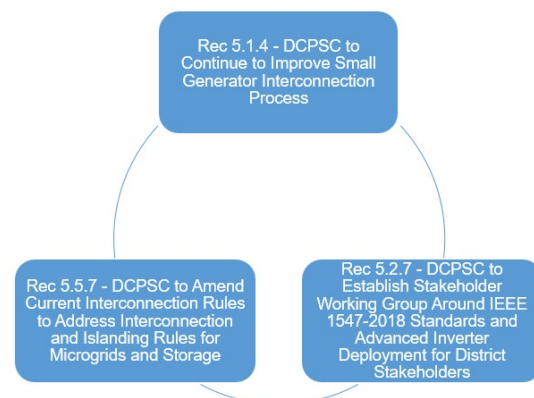 Rec 5.1.4 - DCPSC to
Continue to Improve Small
Generator Interconnection
Process
Rec 5.5.7 - DCPSC to Amend
Current Interconnection Rules
to Address Interconnection
and Islanding Rules for
Microgrids and Storage
Rec 5.2.7 - DCPSC to
Establish Stakeholder
Working Group Around IEEE
1547-2018 Standards and
Advanced Inverter
Deployment for District
Stakeholders